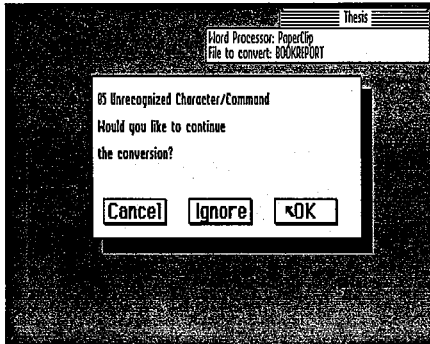 Thesis
Word Processor: PaperClip
File to convert: BOOKREPORT
05 Unrecognized Character/Command
Would you like to continue
the conversion?
Cancel
Ignore
OK